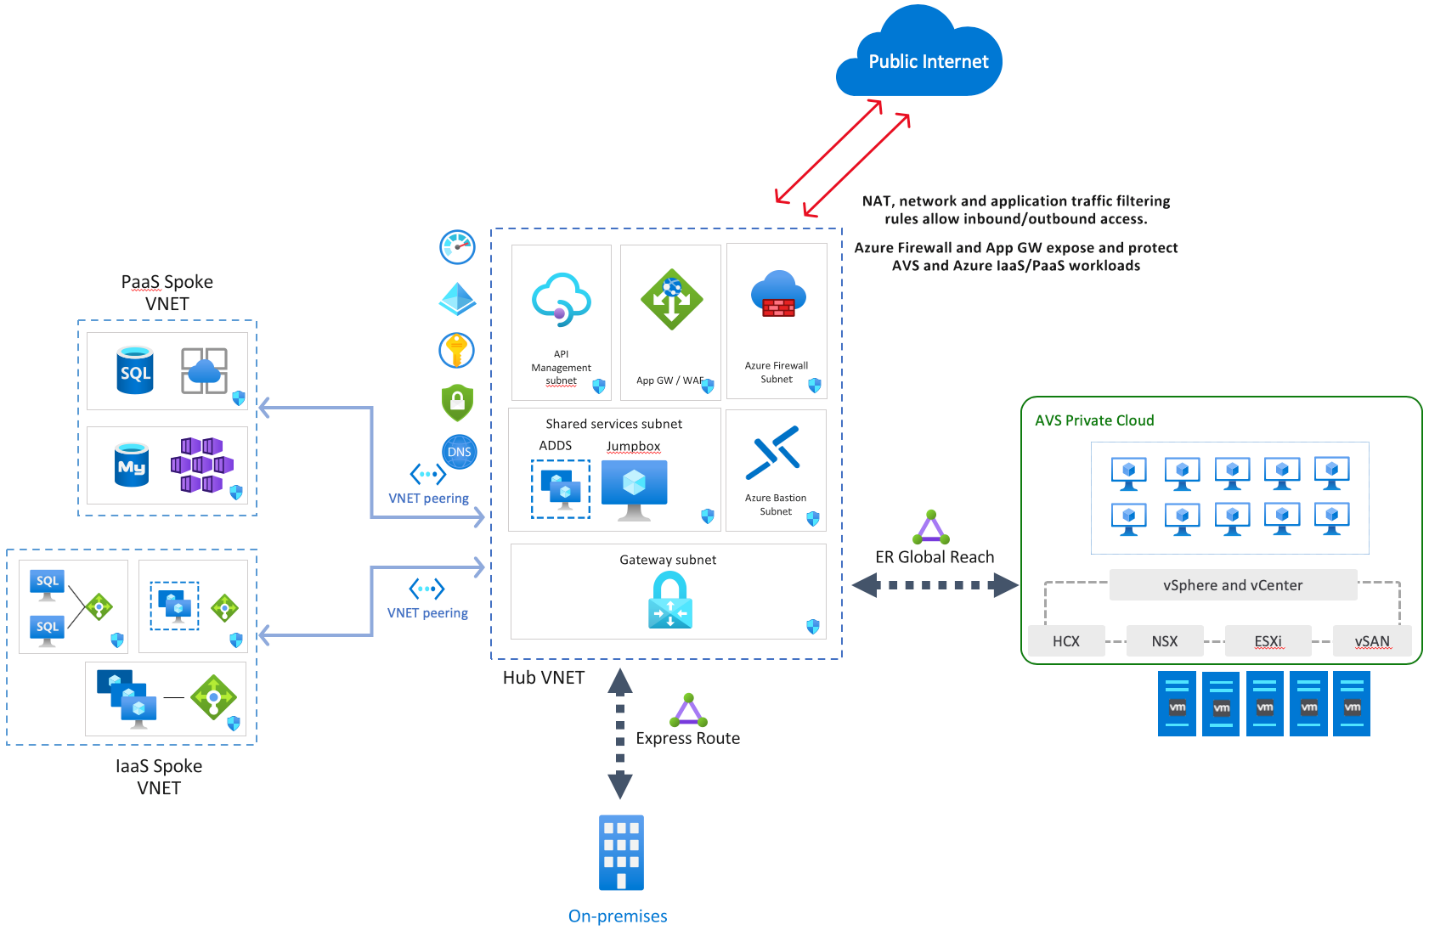 Public Internet
NAT, network and application traffic filtering
rules allow inbound/outbound access.
Azure Firewall and App GW expose and protect
AVS and Azure IaaS/PaaS workloads
PaaS Spoke
VNET
SQL
My
API
Management
subnet
App GW / WAF
Azure Firewall
Subnet
Shared services subnet
ADDS
Jumpbox
DNS
VNET peering
Azure Bastion
Subnet
AVS Private Cloud
ER Global Reach
Gateway subnet
VNET peering
SQL
SQL
vSphere and vCenter
HCX
NSX
ESXi
vSAN
Hub VNET
vm
vm
vm
vm
vm
Express Route
IaaS Spoke
VNET
On-premises